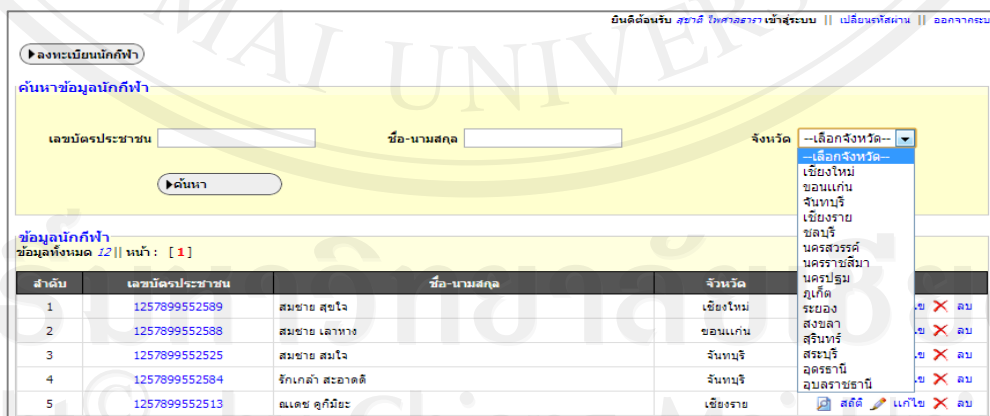 ยินดีต้อนรับ สุชาติ ไพศาลธารา เข้าสู่ระบบ || เปลี่ยนรหัสผ่าน || ออกจากระบ
ลงทะเบียนนักกีฬา
ค้นหาข้อมูลนักกีฬา
เลขบัตรประชาชน ชื่อ-นามสกุล จังหวัด --เลือกจังหวัด--
--เลือกจังหวัด--
เชียงใหม่
ขอนแก่น
จันทบุรี
เชียงราย
ชลบุรี
นครสวรรค์
นครราชสีมา
นครปฐม
ภูเก็ต
ระยอง
สงขลา
สุรินทร์
สระบุรี
อุดรธานี
อุบลราชธานี
ค้นหา
ข้อมูลนักกีฬา
ข้อมูลทั้งหมด 12 || หน้า : [1]
ลำดับ เลขบัตรประชาชน ชื่อ-นามสกุล จังหวัด
1 1257899552589 สมชาย สุขใจ เชียงใหม่ ไข ลบ
2 1257899552588 สมชาย เลาหาง ขอนแก่น ไข ลบ
3 1257899552525 สมชาย สมใจ จันทบุรี ไข ลบ
4 1257899552584 รักเกล้า สะอาดดี จันทบุรี ไข ลบ
5 1257899552513 ณเดช คูกิมิยะ เชียงราย สถิติ แก้ไข ลบ
MAI UNIVER